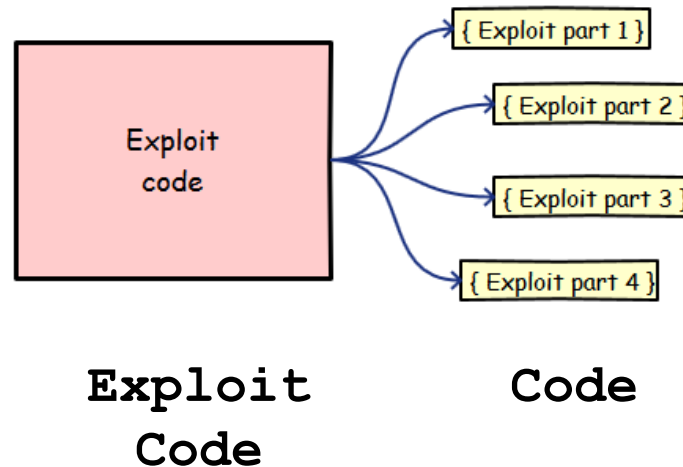 Exploit
code
{ Exploit part 1 }
{ Exploit part 2 }
{ Exploit part 3 }
{ Exploit part 4 }
Exploit
Code
Code